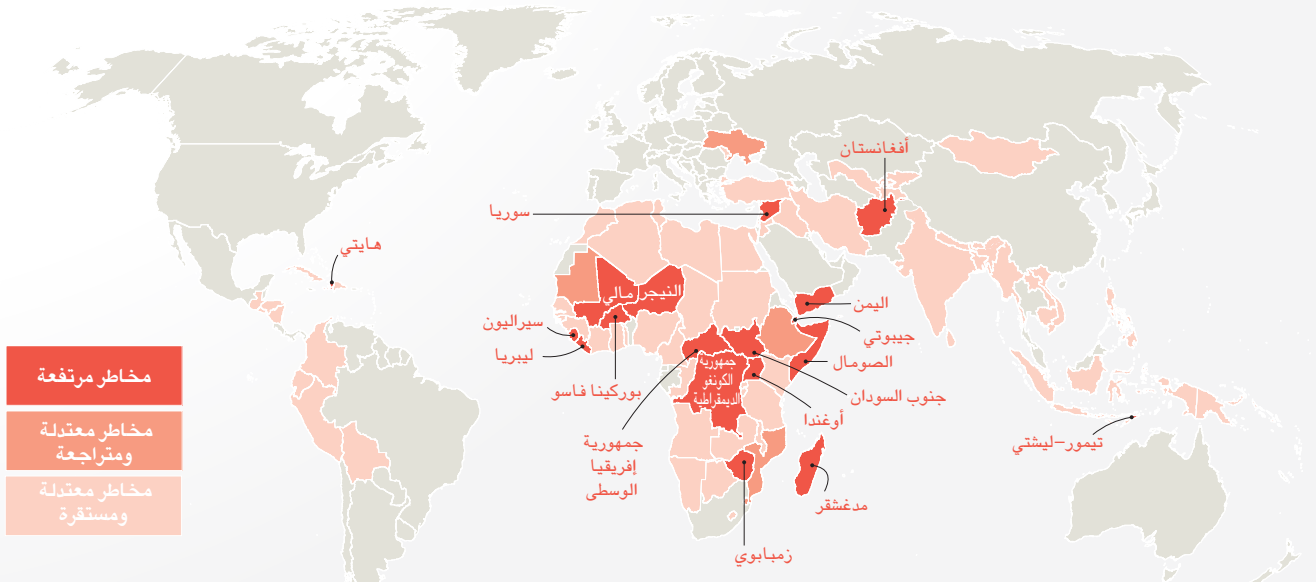 أفغانستان
سوريا
هايتي
النيجر
مالي
اليمن
سيراليون
جيبوتي
ليبريا
الصومال
جمهورية
الكونغو
الديمقراطية
بوركينا فاسو
جنوب السودان
أوغندا
جمهورية
إفريقيا
الوسطى
تيمور-ليشتي
مدغشقر
زمبابوي
مخاطر مرتفعة
مخاطر معتدلة
ومتراجعة
مخاطر معتدلة
ومستقرة